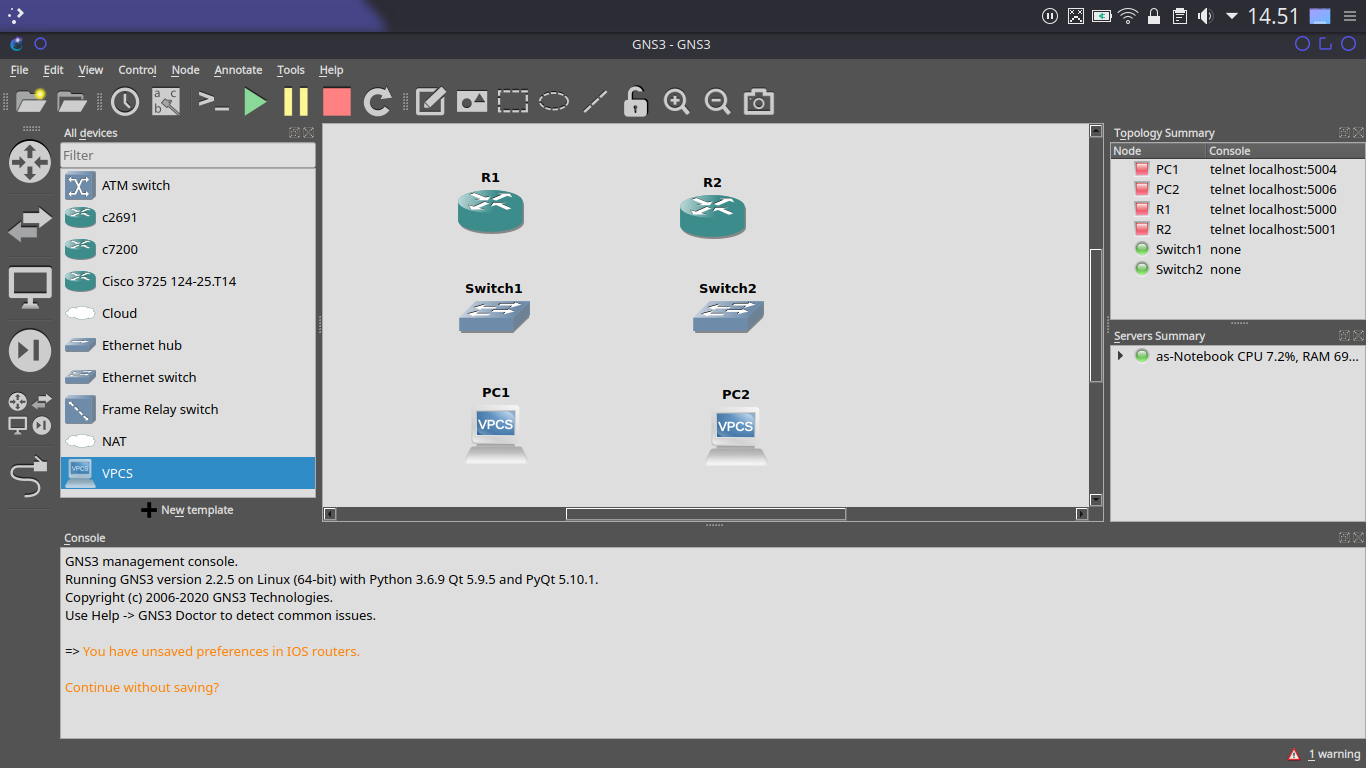 14.51
GNS3 - GNS3
File Edit View Control Node Annotate Tools Help
All devices
Filter
ATM switch
c2691
c7200
Cisco 3725 124-25.T14
Cloud
Ethernet hub
Ethernet switch
Frame Relay switch
NAT
VPCS
VPCS
New template
R1
R2
Switch1
Switch2
PC1
VPCS
PC2
VPCS
Topology Summary
Node Console
PC1 telnet localhost:5004
PC2 telnet localhost:5006
R1 telnet localhost:5000
R2 telnet localhost:5001
Switch1 none
Switch2 none
Servers Summary
as-Notebook CPU 7.2%, RAM 69...
Console
GNS3 management console.
Running GNS3 version 2.2.5 on Linux (64-bit) with Python 3.6.9 Qt 5.9.5 and PyQt 5.10.1.
Copyright (c) 2006-2020 GNS3 Technologies.
Use Help -> GNS3 Doctor to detect common issues.
=> You have unsaved preferences in IOS routers.
Continue without saving?
1 warning